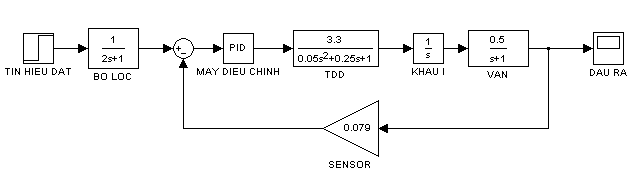 1
2s+1
+
−
PID
3.3
0.05s²+0.25s+1
1
s
0.5
s+1
TIN HIEU DAT
BO LOC
MAY DIEU CHINH
TDD
KHAU I
VAN
DAU RA
0.079
SENSOR